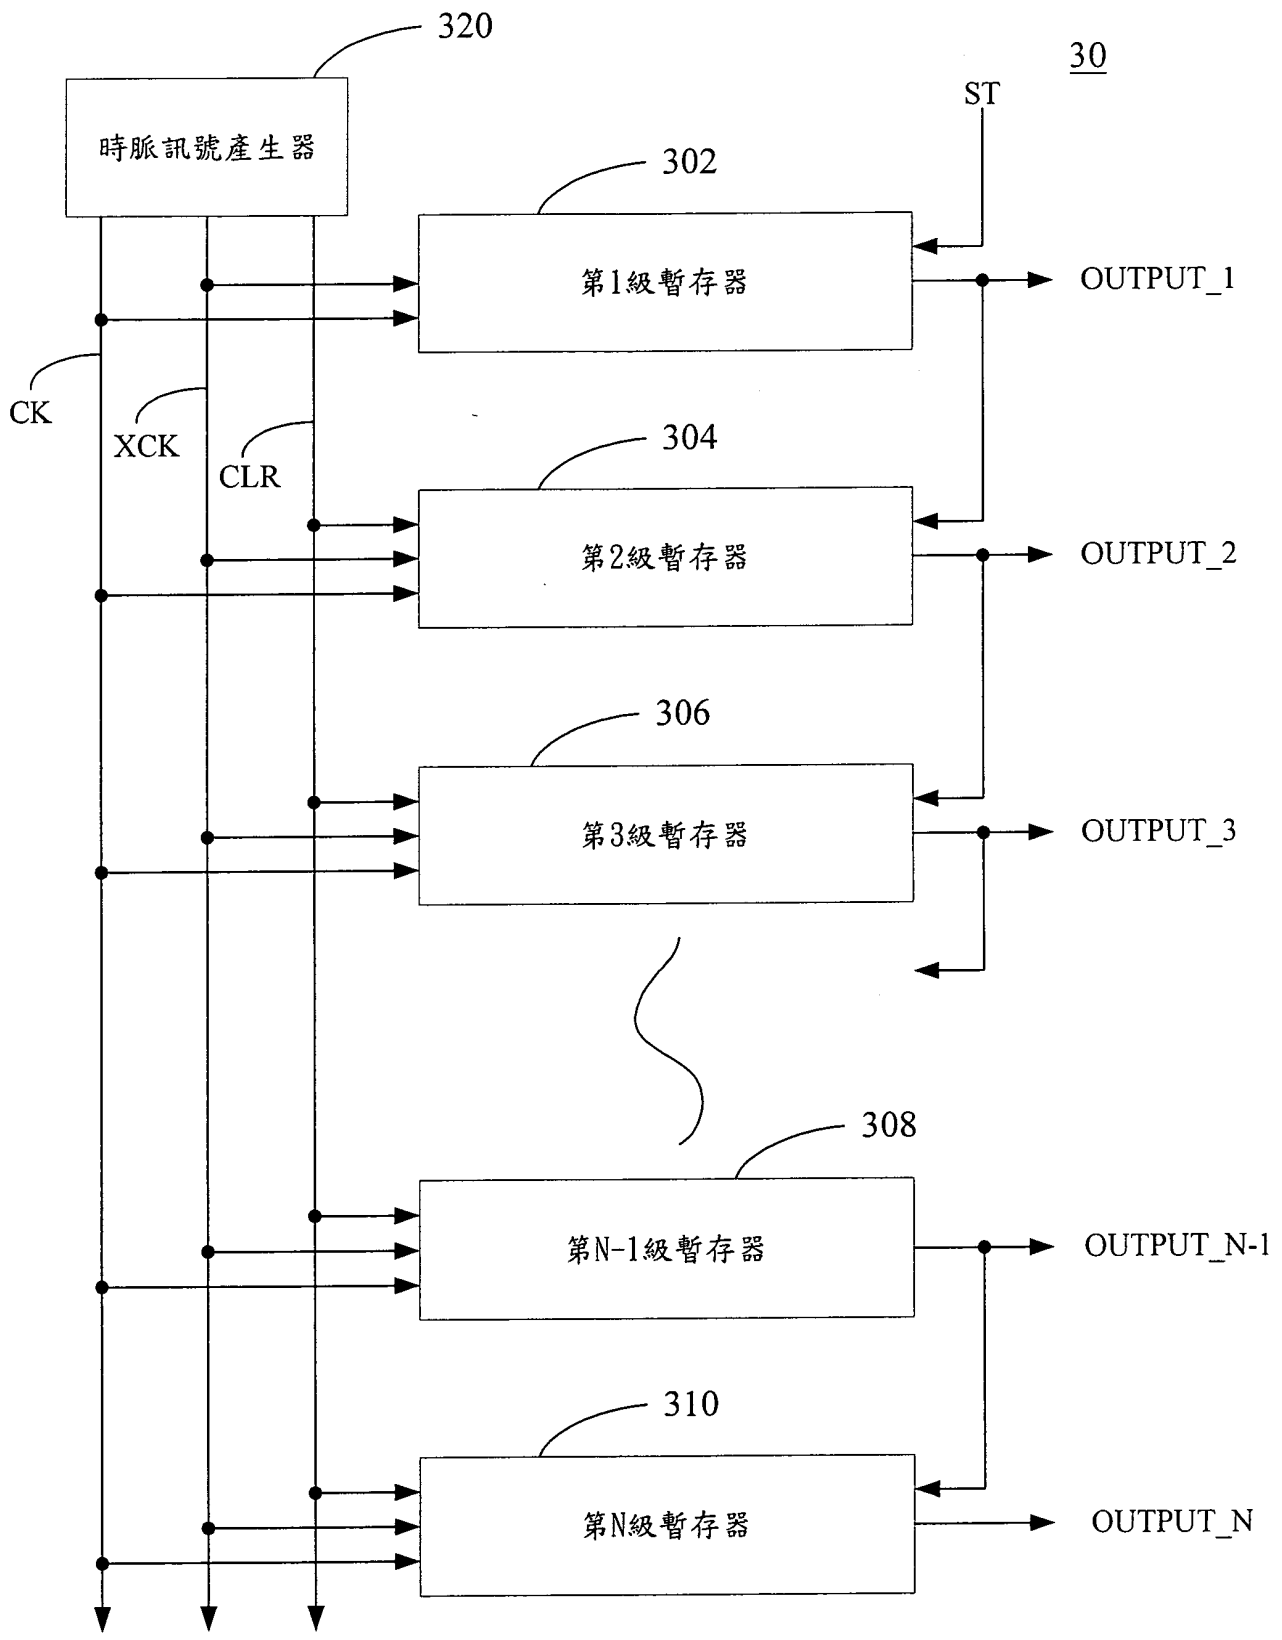 320
30
ST
時脈訊號產生器
302
第1級暫存器
OUTPUT_1
CK
XCK
CLR
304
第2級暫存器
OUTPUT_2
306
第3級暫存器
OUTPUT_3
308
第N-1級暫存器
OUTPUT_N-1
310
第N級暫存器
OUTPUT_N